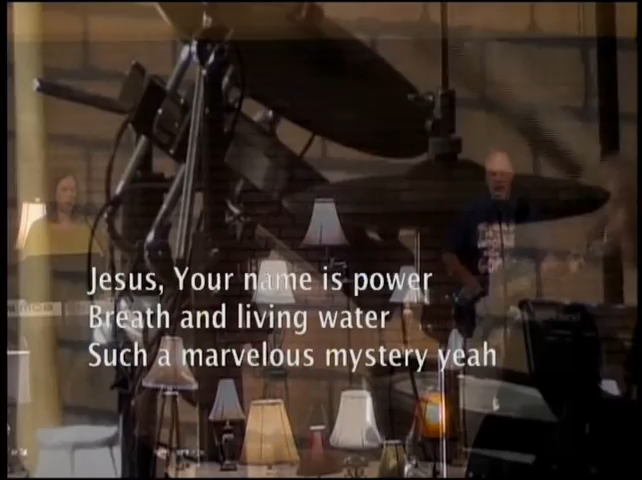 Jesus, Your name is power
Breath and living water
Such a marvelous mystery yeah